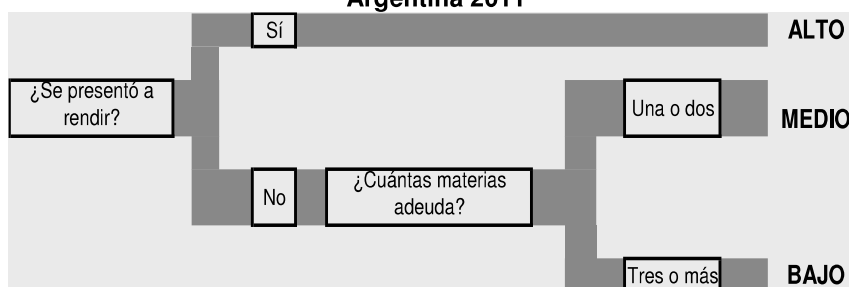 Argentina 2011
Sí
ALTO
¿Se presentó a
rendir?
Una o dos
MEDIO
No
¿Cuántas materias
adeuda?
Tres o más
BAJO